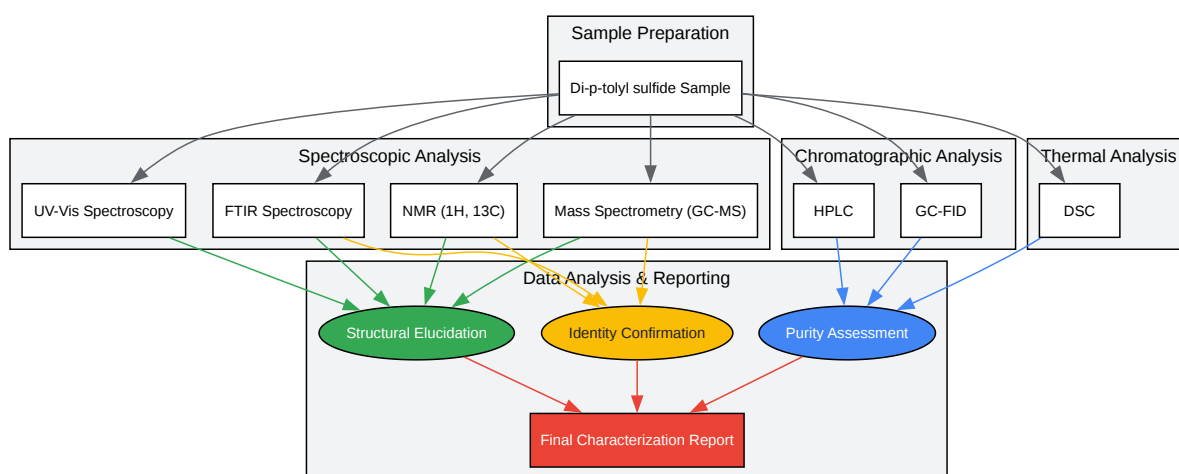 Sample Preparation
Di-p-tolyl sulfide Sample
Spectroscopic Analysis
Chromatographic Analysis
Thermal Analysis
UV-Vis Spectroscopy
FTIR Spectroscopy
NMR (1H, 13C)
Mass Spectrometry (GC-MS)
HPLC
GC-FID
DSC
Data Analysis & Reporting
Structural Elucidation
Identity Confirmation
Purity Assessment
Final Characterization Report